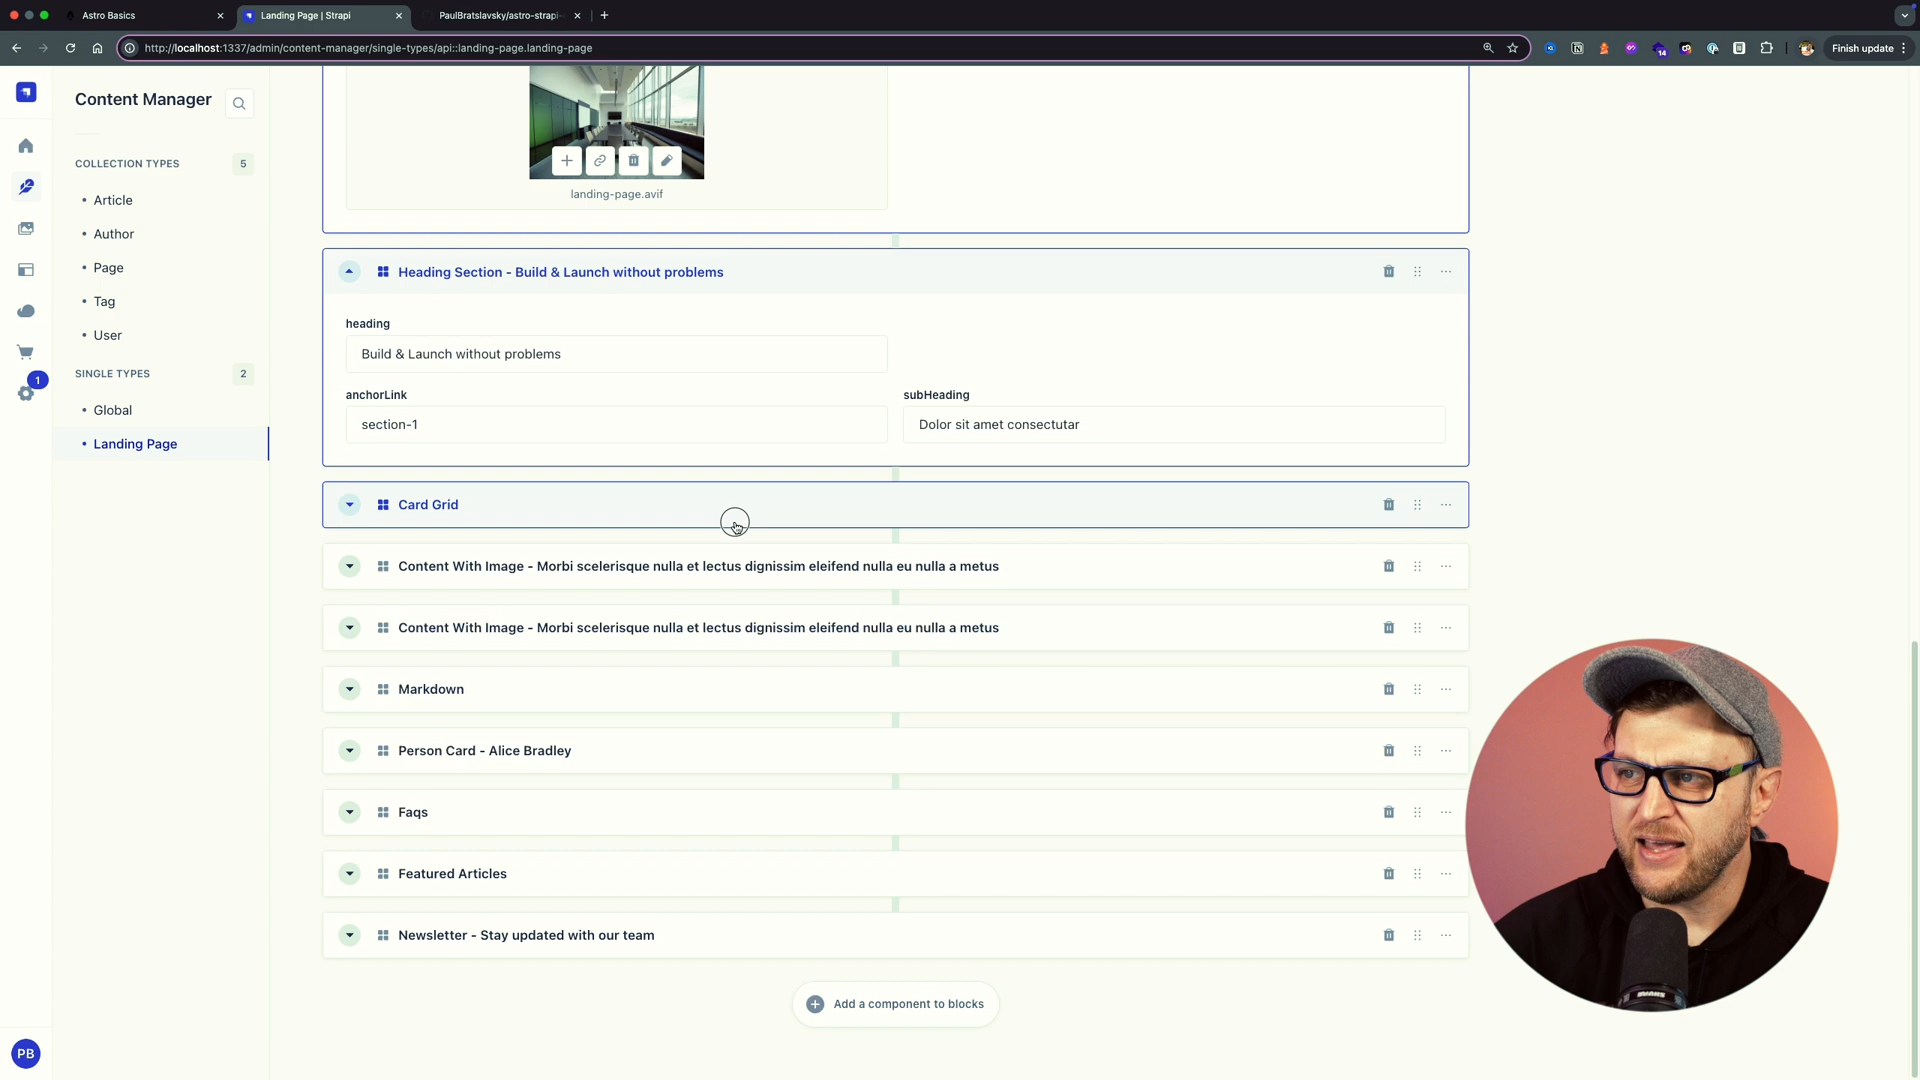 Astro Basics
Landing Page | Strapi
PaulBratslavsky/astro-strapi-
http://localhost:1337/admin/content-manager/single-types/api::landing-page.landing-page
14
Finish update
Content Manager
COLLECTION TYPES 5
Article
Author
Page
Tag
User
SINGLE TYPES 2
Global
Landing Page
1
PB
landing-page.avif
Heading Section - Build & Launch without problems
heading
Build & Launch without problems
anchorLink
subHeading
section-1
Dolor sit amet consectutar
Card Grid
Content With Image - Morbi scelerisque nulla et lectus dignissim eleifend nulla eu nulla a metus
Content With Image - Morbi scelerisque nulla et lectus dignissim eleifend nulla eu nulla a metus
Markdown
Person Card - Alice Bradley
Faqs
Featured Articles
Newsletter - Stay updated with our team
Add a component to blocks